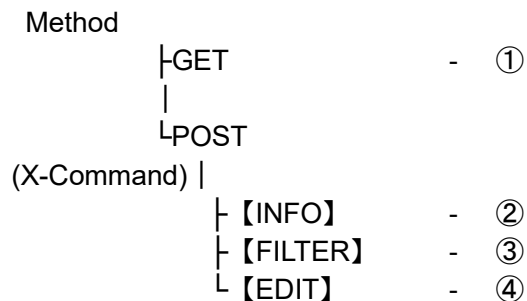 Method
├GET - ①
│
└POST
(X-Command)│
├【INFO】 - ②
├【FILTER】 - ③
└【EDIT】 - ④